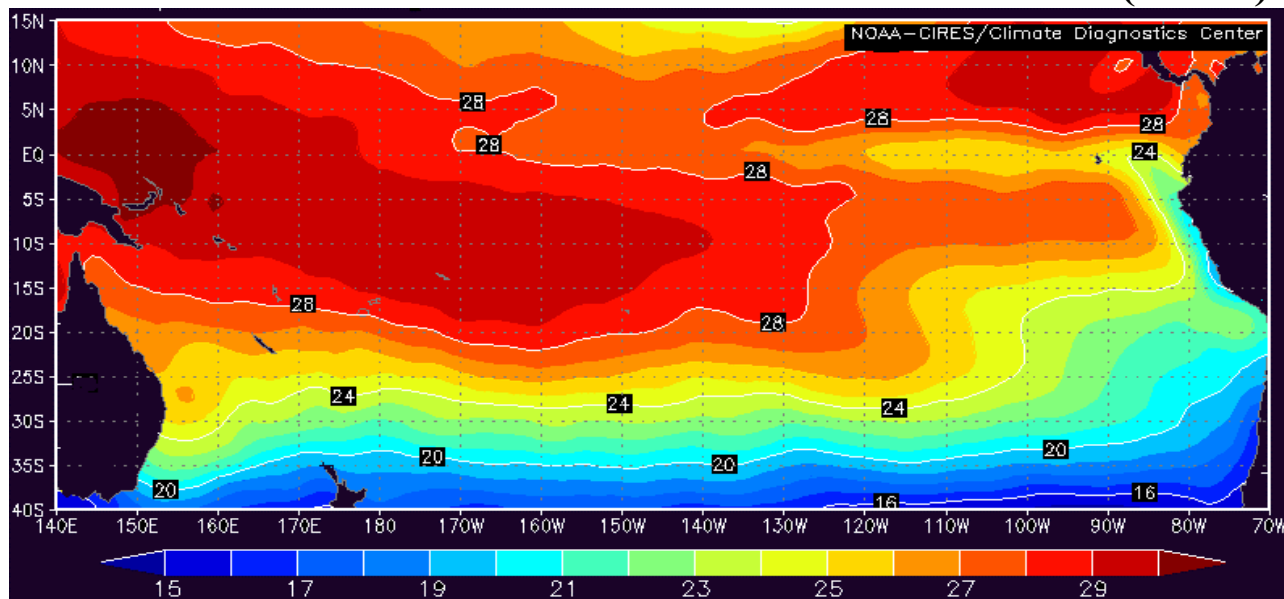 15N
NOAA-CIRES/Climate Diagnostics Center
10N
28
5N
28
28
28
EQ
24
28
5S
10S
15S
28
28
20S
25S
24
24
24
30S
35S
20
20
20
20
16
16
40S
140E 150E 160E 170E 180 170W 160W 150W 140W 130W 120W 110W 100W 90W 80W 70W
15 17 19 21 23 25 27 29